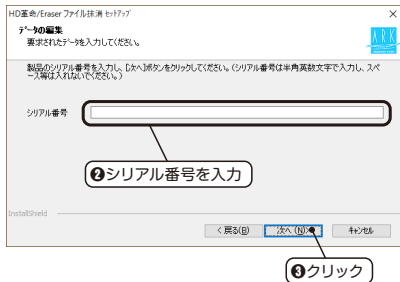 HD革命/Eraser ファイル抹消 セットアップ
データの編集
要求されたデータを入力してください。
ARK
製品のシリアル番号を入力し、[次へ]ボタンをクリックしてください。(シリアル番号は半角英数文字で入力し、スペ
ース等は入れないでください。)
シリアル番号
❷シリアル番号を入力
InstallShield
< 戻る(B)
次へ (N)>
キャンセル
❸クリック